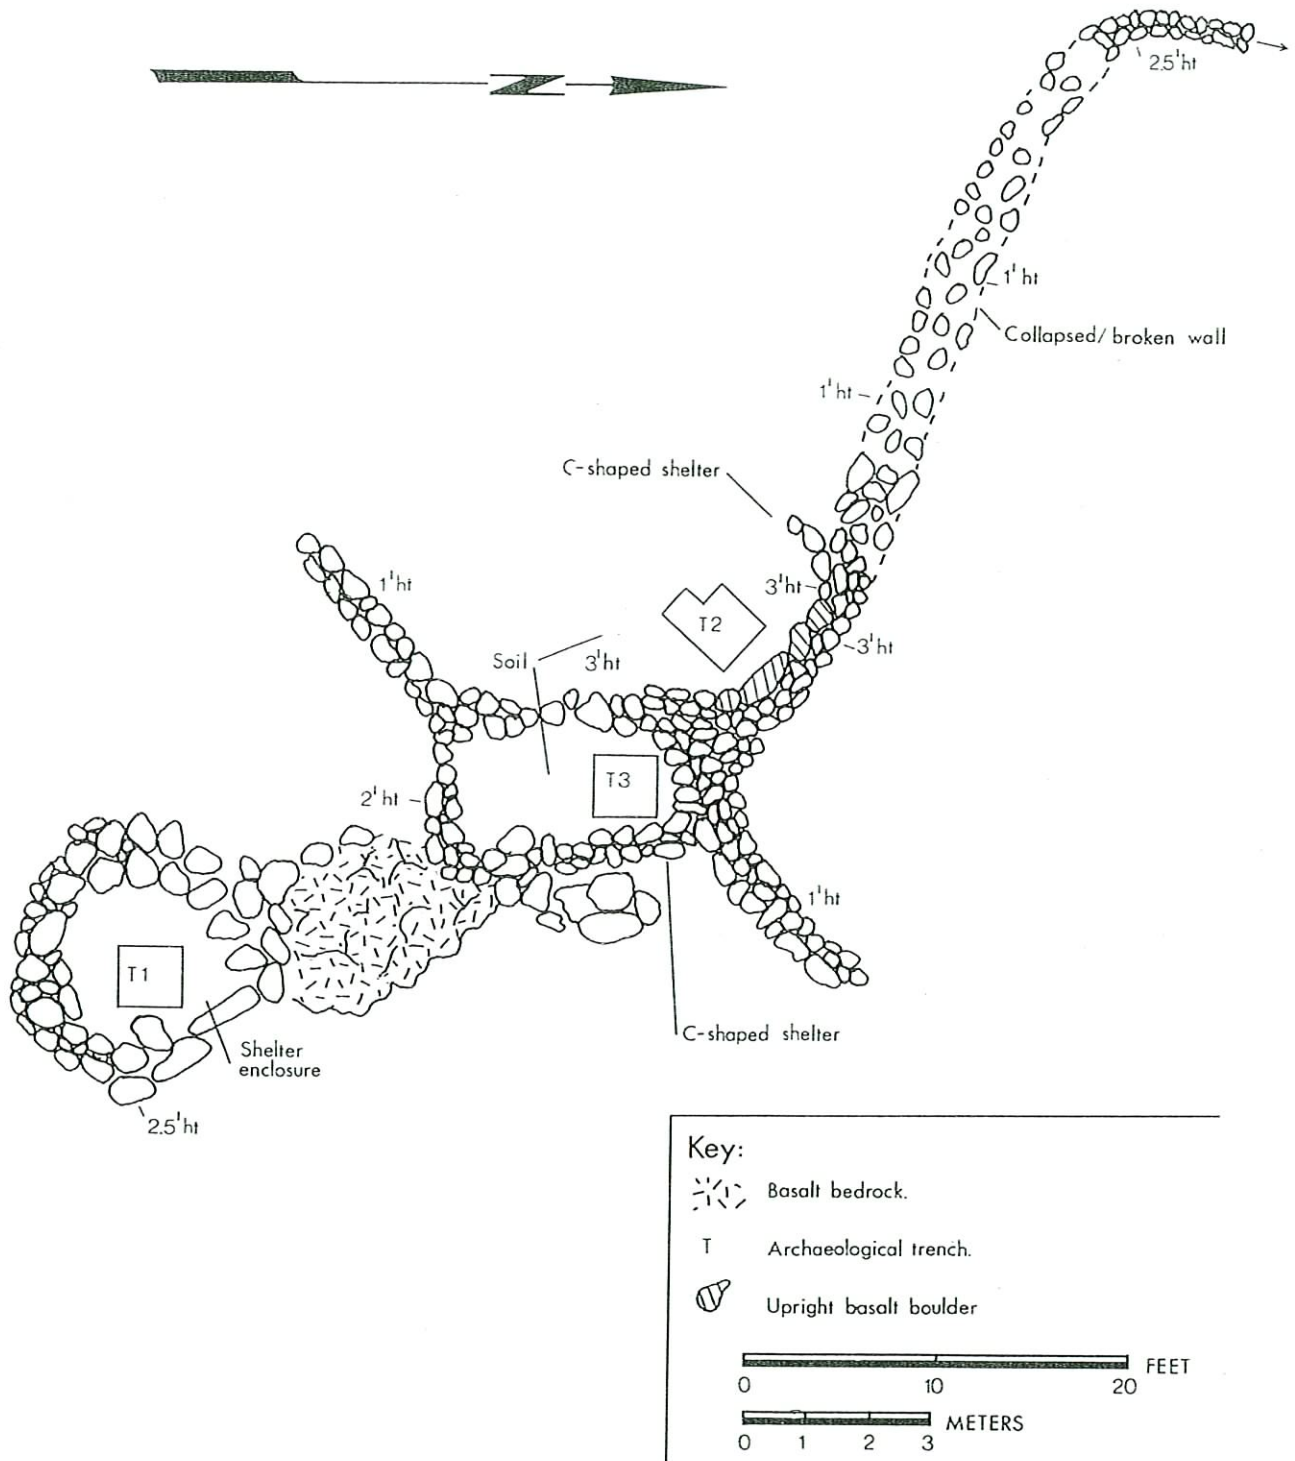 N
2.5'ht
1'ht
Collapsed/ broken wall
1'ht
C-shaped shelter
1'ht
3'ht
T2
3'ht
Soil
3'ht
T3
2'ht
1'ht
T1
C-shaped shelter
Shelter
enclosure
2.5'ht
Key:
Basalt bedrock.
T Archaeological trench.
Upright basalt boulder
FEET
0 10 20
METERS
0 1 2 3